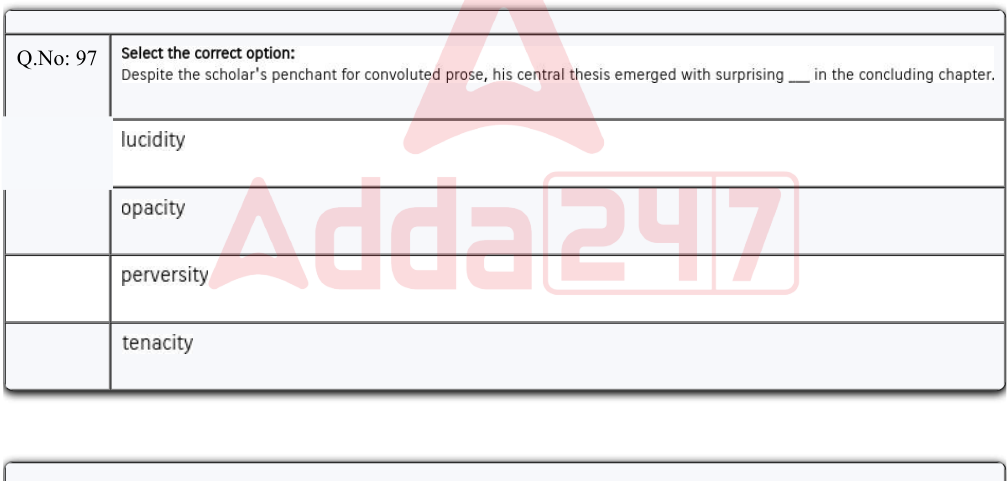 Q.No: 97
Select the correct option:
Despite the scholar's penchant for convoluted prose, his central thesis emerged with surprising ___ in the concluding chapter.
lucidity
opacity
perversity
tenacity
Adda247